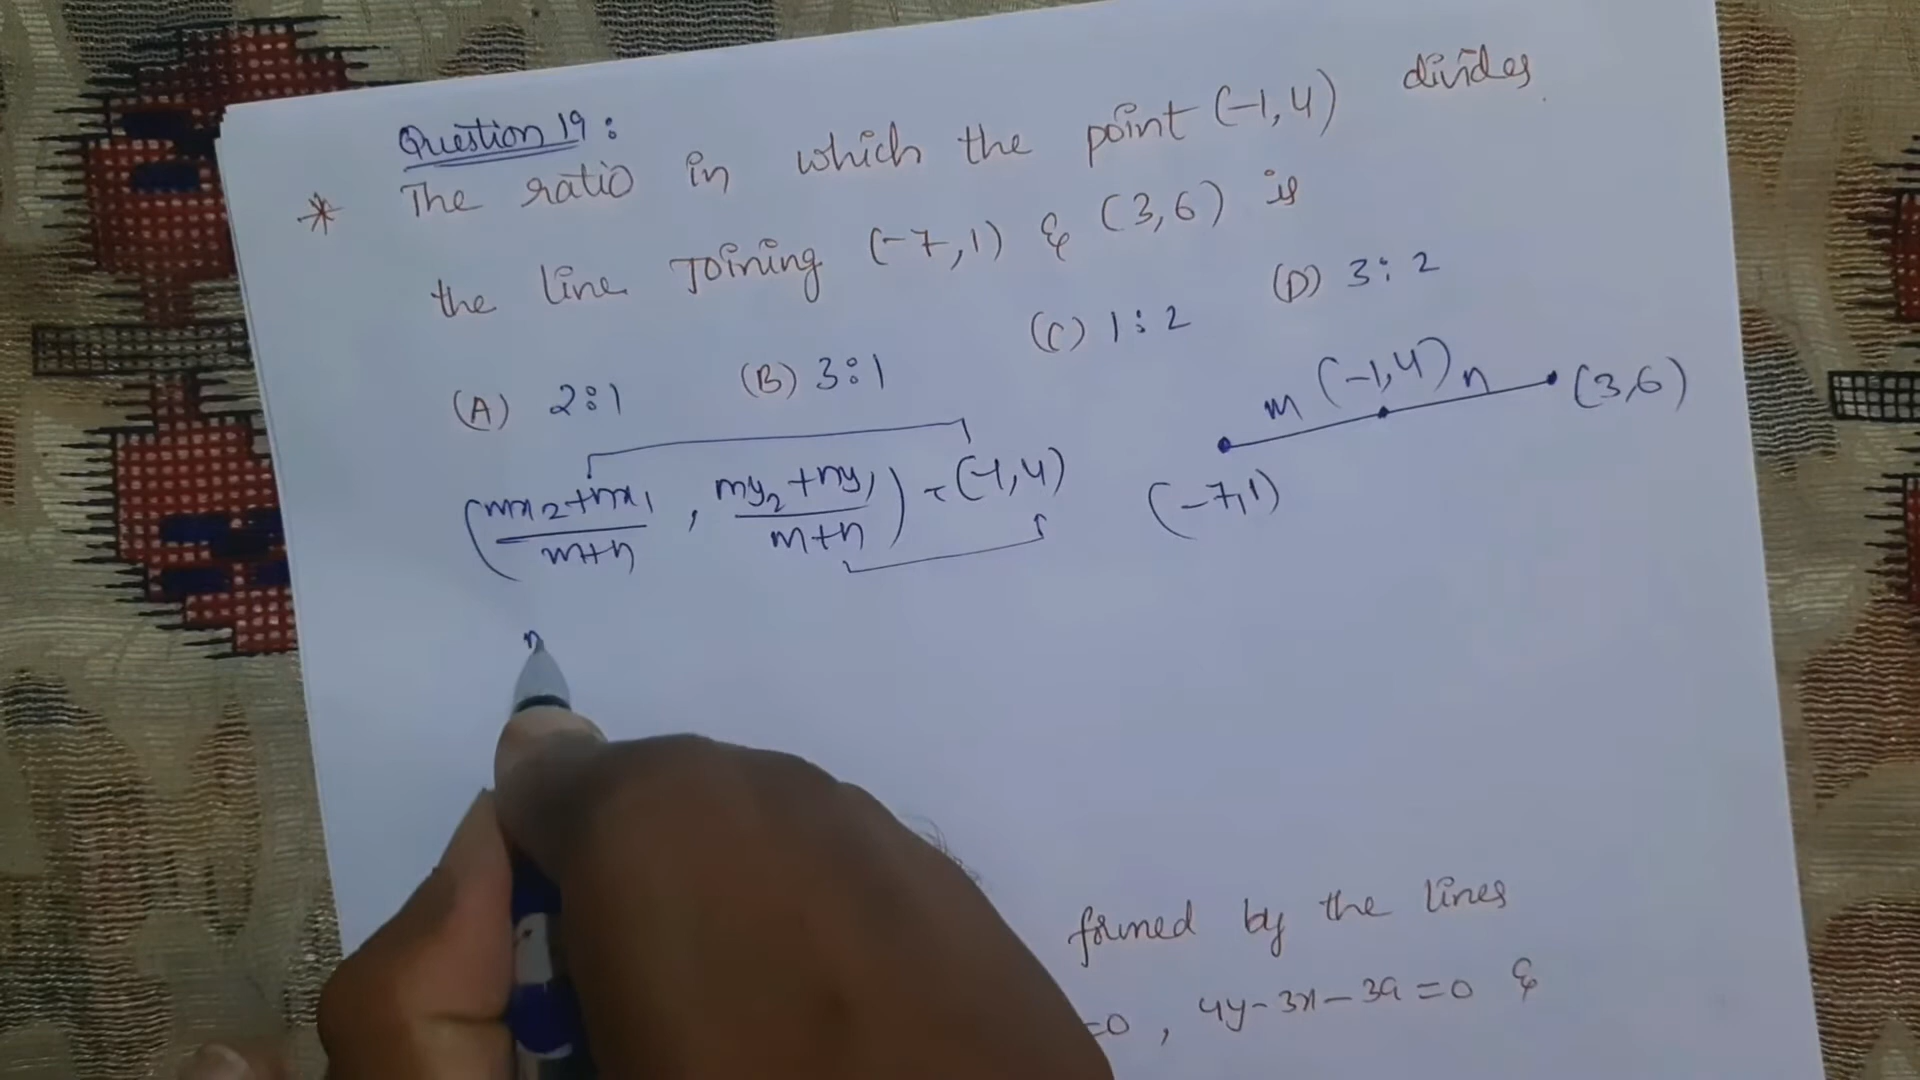 Question 19:
* The ratio in which the point (-1,4) divides
the line Joining (-7,1) & (3,6) is
(A) 2:1 (B) 3:1 (C) 1:2 (D) 3:2
m (-1,4) n (3,6)
(-7,1)
(mx2+nx1/m+n, my2+ny1/m+n) = (-1,4)
formed by the lines
=0, 4y-3x-39=0 &